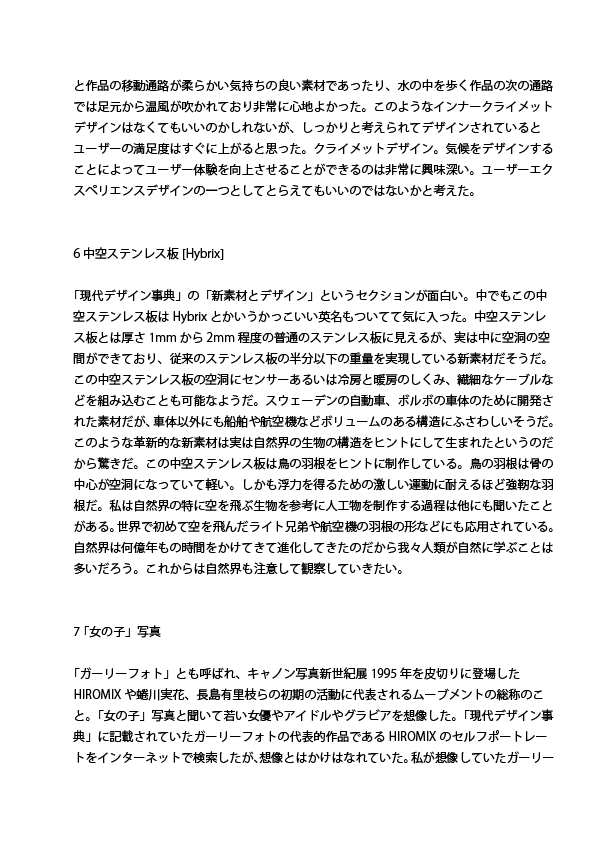 と作品の移動通路が柔らかい気持ちの良い素材であったり、水の中を歩く作品の次の通路
では足元から温風が吹かれており非常に心地よかった。このようなインナークライメット
デザインはなくてもいいのかしれないが、しっかりと考えられてデザインされていると
ユーザーの満足度はすぐに上がると思った。クライメットデザイン。気候をデザインする
ことによってユーザー体験を向上させることができるのは非常に興味深い。ユーザーエク
スペリエンスデザインの一つとしてとらえてもいいのではないかと考えた。
6 中空ステンレス板 [Hybrix]
「現代デザイン事典」の「新素材とデザイン」というセクションが面白い。中でもこの中
空ステンレス板は Hybrix とかいうかっこいい英名もついてて気に入った。中空ステンレ
ス板とは厚さ 1mm から 2mm 程度の普通のステンレス板に見えるが、実は中に空洞の空
間ができており、従来のステンレス板の半分以下の重量を実現している新素材だそうだ。
この中空ステンレス板の空洞にセンサーあるいは冷房と暖房のしくみ、繊細なケーブルな
どを組み込むことも可能なようだ。スウェーデンの自動車、ボルボの車体のために開発さ
れた素材だが、車体以外にも船舶や航空機などボリュームのある構造にふさわしいそうだ。
このような革新的な新素材は実は自然界の生物の構造をヒントにして生まれたというのだ
から驚きだ。この中空ステンレス板は鳥の羽根をヒントに制作している。鳥の羽根は骨の
中心が空洞になっていて軽い。しかも浮力を得るための激しい運動に耐えるほど強靭な羽
根だ。私は自然界の特に空を飛ぶ生物を参考に人工物を制作する過程は他にも聞いたこと
がある。世界で初めて空を飛んだライト兄弟や航空機の羽根の形などにも応用されている。
自然界は何億年もの時間をかけてきて進化してきたのだから我々人類が自然に学ぶことは
多いだろう。これからは自然界も注意して観察していきたい。
7「女の子」写真
「ガーリーフォト」とも呼ばれ、キャノン写真新世紀展 1995 年を皮切りに登場した
HIROMIX や蜷川実花、長島有里枝らの初期の活動に代表されるムーブメントの総称のこ
と。「女の子」写真と聞いて若い女優やアイドルやグラビアを想像した。「現代デザイン事
典」に記載されていたガーリーフォトの代表的作品である HIROMIX のセルフポートレー
トをインターネットで検索したが、想像とはかけはなれていた。私が想像していたガーリー